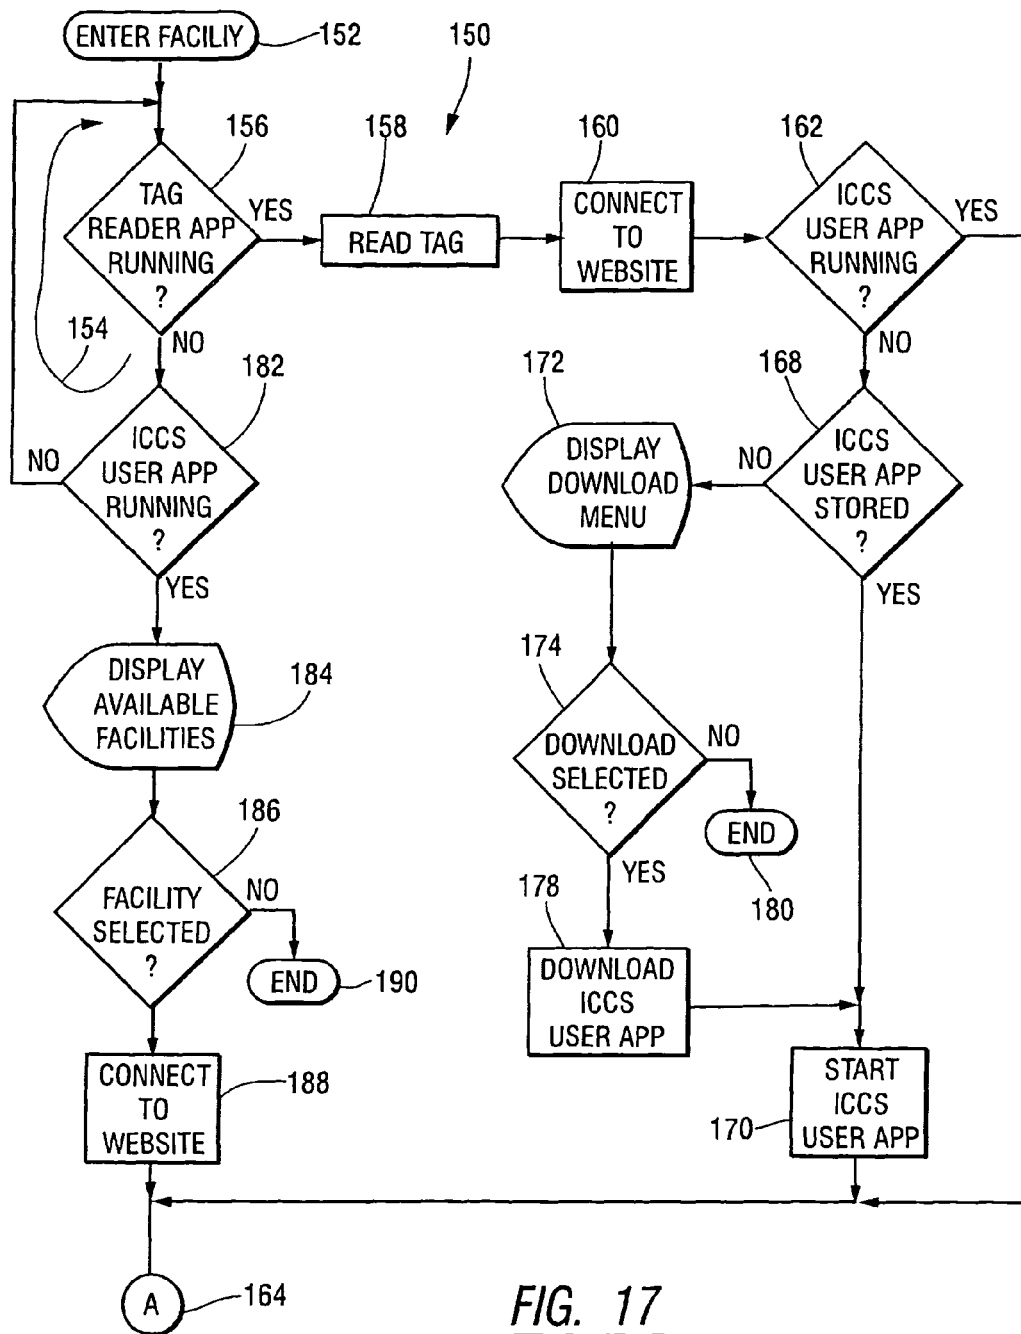 ENTER FACILIY
152
150
156
158
160
162
TAG
READER APP
RUNNING
?
YES
READ TAG
CONNECT
TO
WEBSITE
ICCS
USER APP
RUNNING
?
YES
154
NO
NO
182
172
168
ICCS
USER APP
RUNNING
?
NO
DISPLAY
DOWNLOAD
MENU
NO
ICCS
USER APP
STORED
?
YES
YES
DISPLAY
AVAILABLE
FACILITIES
184
174
DOWNLOAD
SELECTED
?
NO
END
180
YES
186
FACILITY
SELECTED
?
NO
END
190
178
DOWNLOAD
ICCS
USER APP
CONNECT
TO
WEBSITE
188
START
ICCS
USER APP
170
A
164
FIG. 17